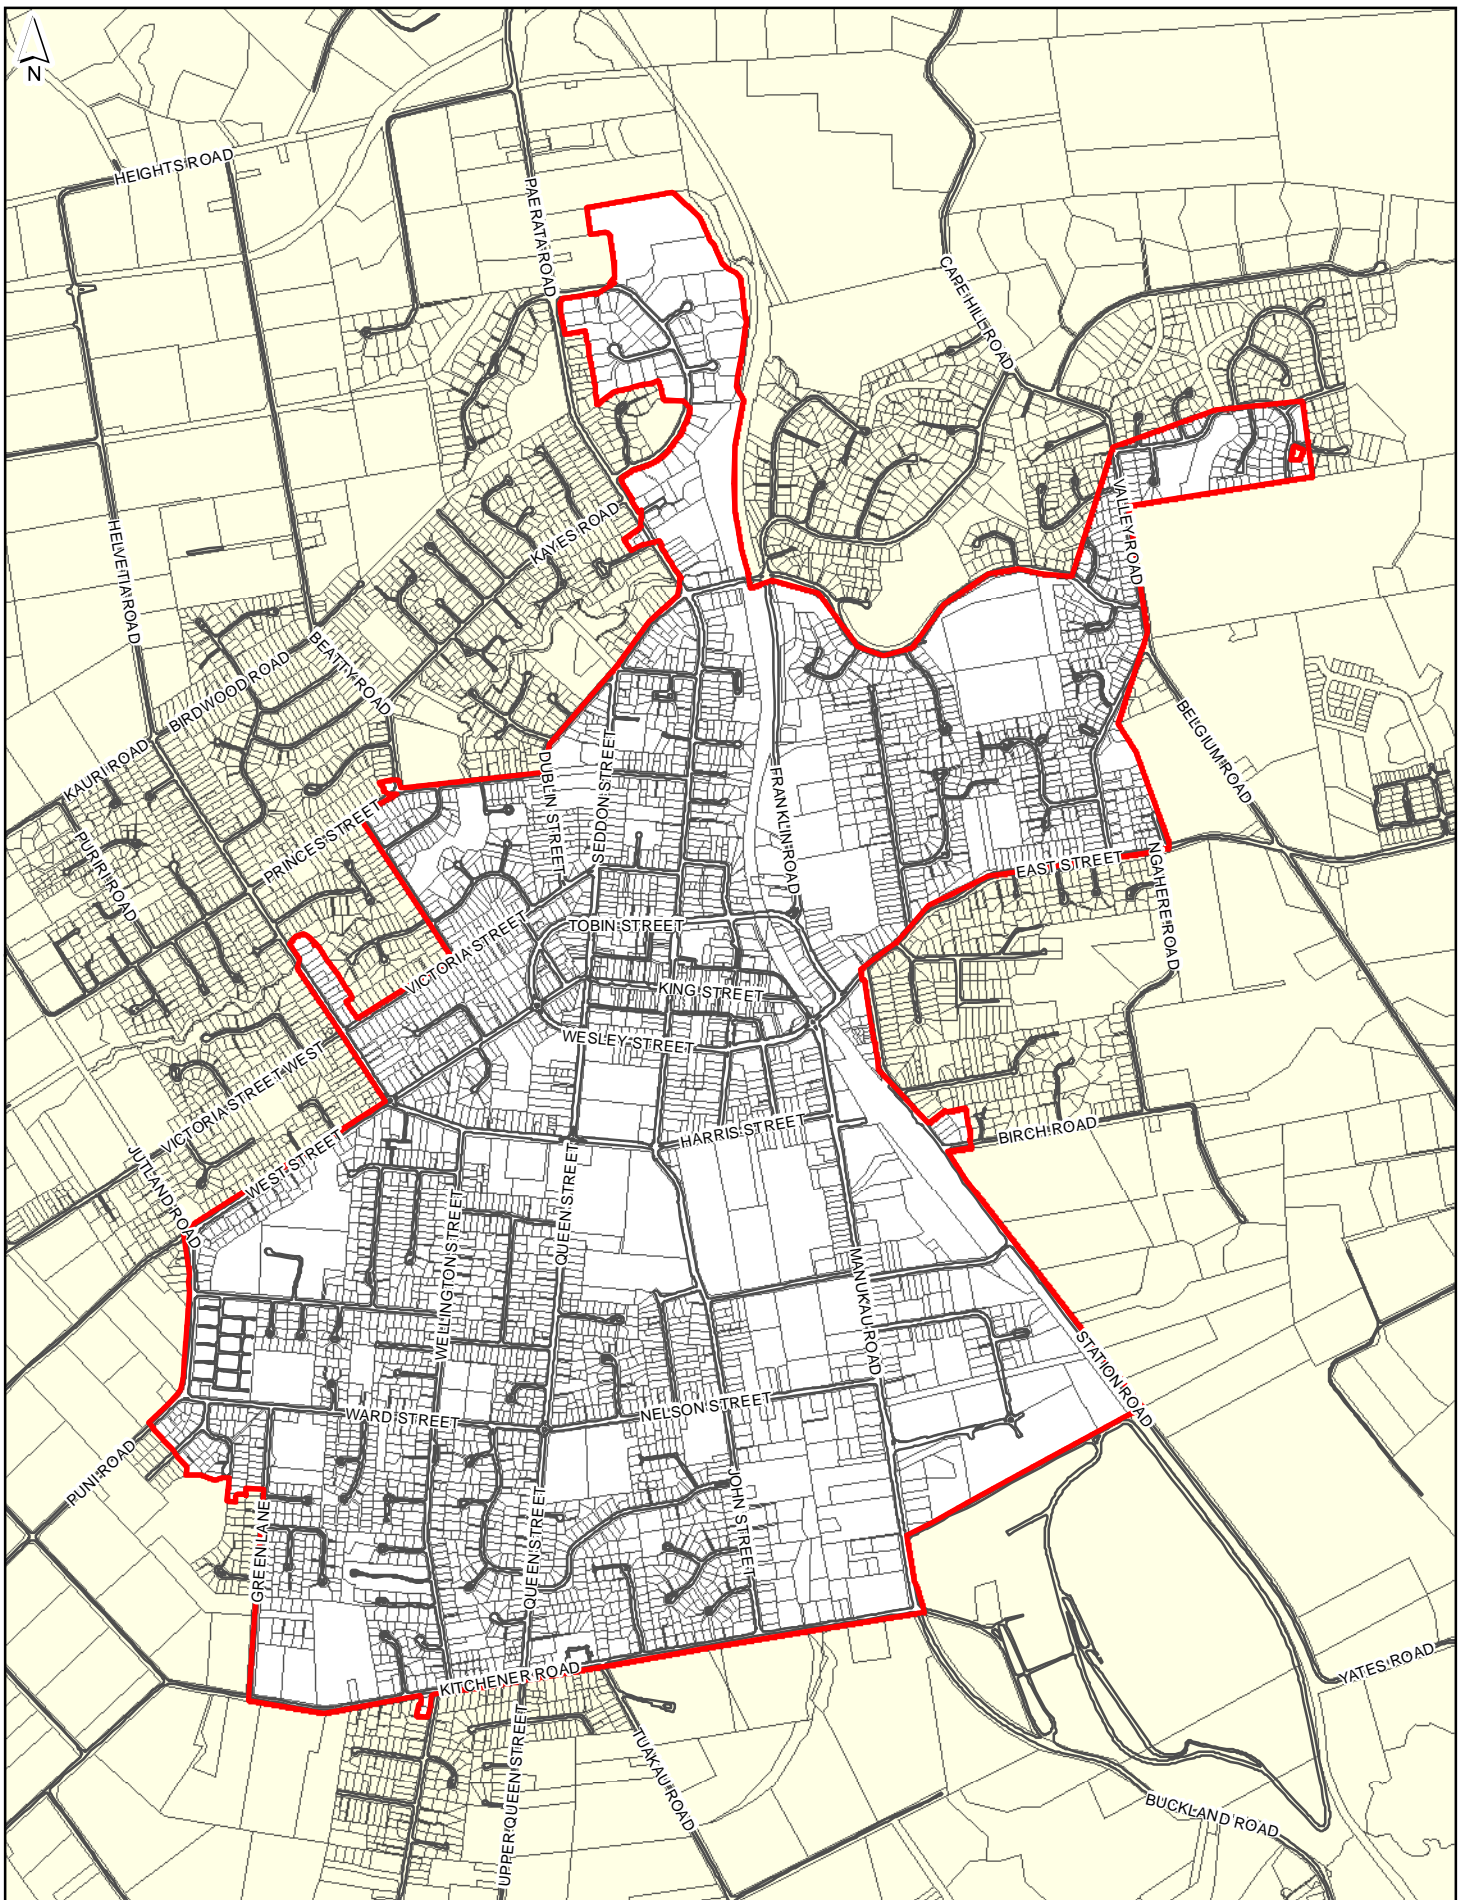 N
HEIGHTS ROAD
PAERATA ROAD
CAPE HILL ROAD
VALLEY ROAD
HELVETIA ROAD
KAYES ROAD
BEATTY ROAD
BIRDWOOD ROAD
KAURI ROAD
BELGIUM ROAD
DUBLIN STREET
SEDDON STREET
FRANKLIN ROAD
PURIRI ROAD
PRINCES STREET
EAST STREET
NGAHERE ROAD
TOBIN STREET
VICTORIA STREET
KING STREET
WESLEY STREET
VICTORIA STREET WEST
HARRIS STREET
BIRCH ROAD
JUTLAND ROAD
WEST STREET
QUEEN STREET
WELLINGTON STREET
MANUKAU ROAD
STATION ROAD
WARD STREET
NELSON STREET
PUNI ROAD
JOHN STREET
GREEN LANE
QUEEN STREET
KITCHENER ROAD
YATES ROAD
UPPER QUEEN STREET
TUAKAU ROAD
BUCKLAND ROAD